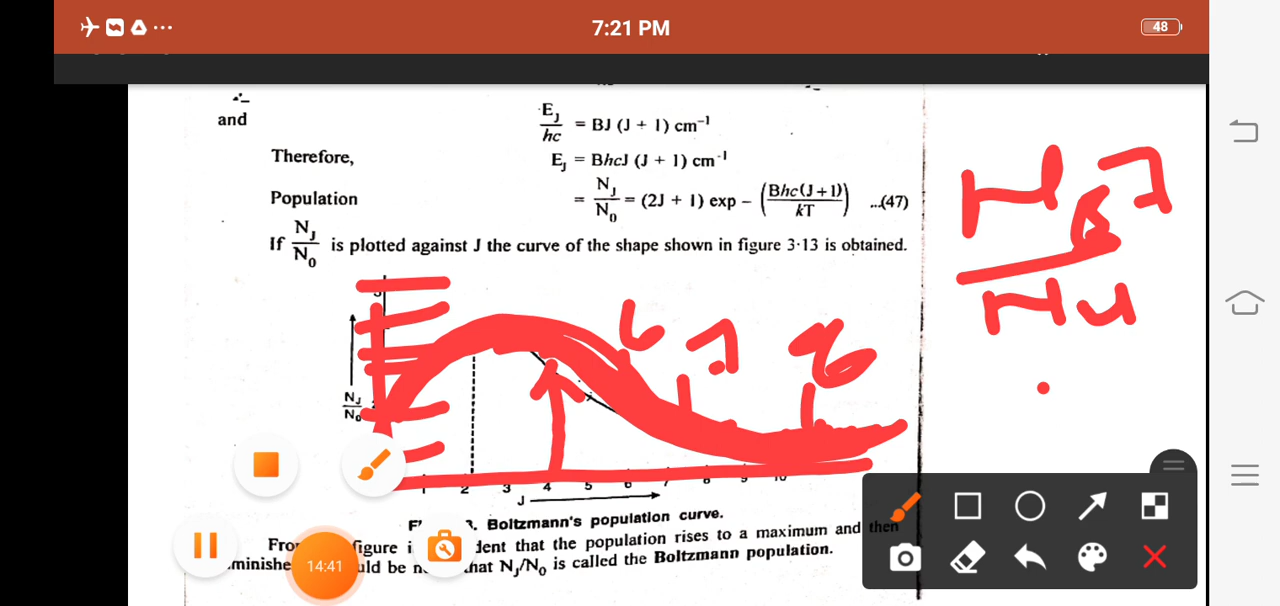 7:21 PM
48
and
E_J/hc = BJ (J + 1) cm⁻¹
Therefore,
E_J = BhcJ (J + 1) cm⁻¹
Population
= N_J/N_0 = (2J + 1) exp − (Bhc(J+1)/kT) ...(47)
If N_J/N_0 is plotted against J the curve of the shape shown in figure 3·13 is obtained.
6 7 8
N_J/N_0
1 2 3 4 5 6 7 8 9 10
J
Boltzmann's population curve.
figure dent that the population rises to a maximum and then
minishe uld be hat N_J/N_0 is called the Boltzmann population.
14:41